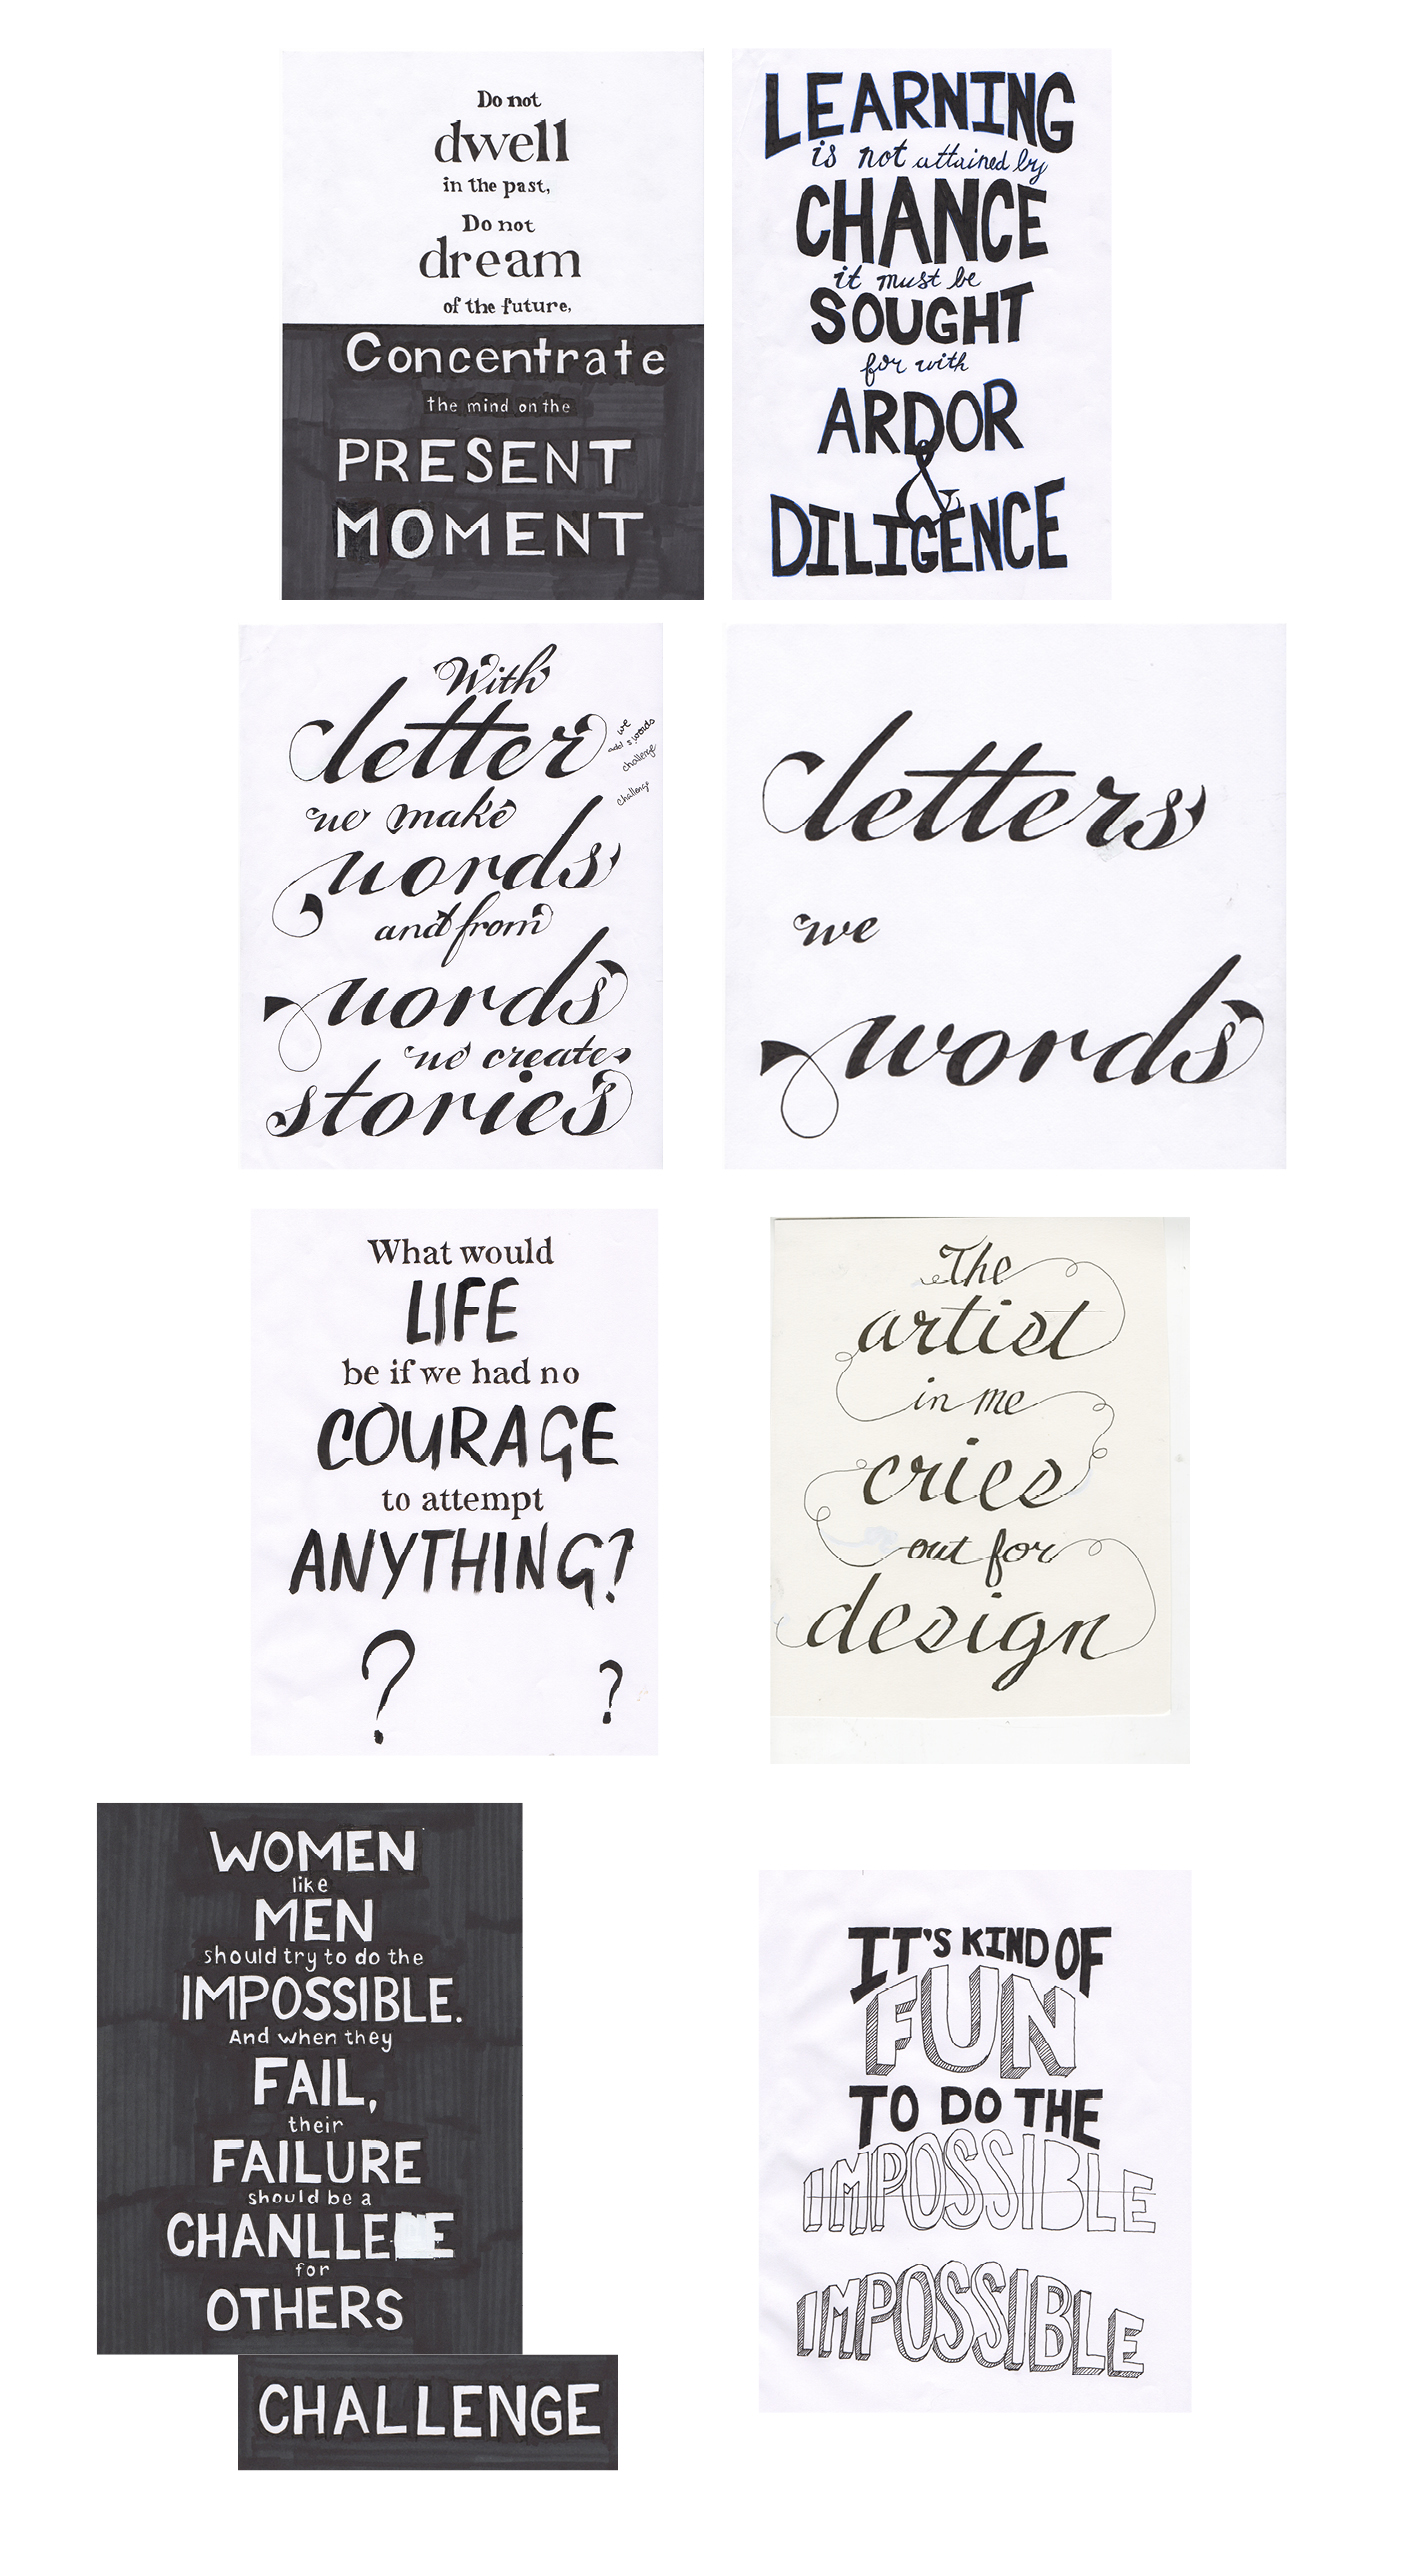 Do not
dwell
in the past,
Do not
dream
of the future,
Concentrate
the mind on the
PRESENT
MOMENT
LEARNING
is not attained by
CHANCE
it must be
SOUGHT
for with
ARDOR
&
DILIGENCE
With
letter
we make
words
and from
words
we create
stories
we
add s words
challenge
challenge
letters
we
words
What would
LIFE
be if we had no
COURAGE
to attempt
ANYTHING?
?
?
The
artist
in me
cries
out for
design
WOMEN
like
MEN
should try to do the
IMPOSSIBLE.
And when they
FAIL,
their
FAILURE
should be a
CHANLLE E
for
OTHERS
CHALLENGE
IT'S KIND OF
FUN
TO DO THE
IMPOSSIBLE
IMPOSSIBLE